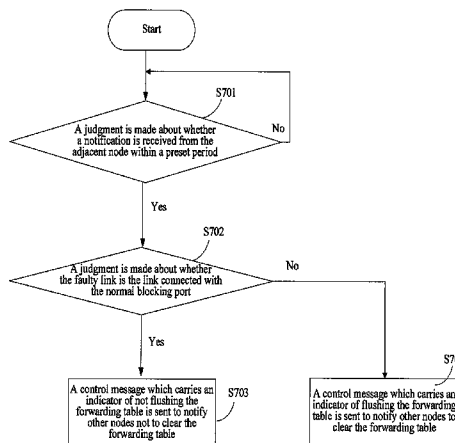 Start
S701
A judgment is made about whether
a notification is received from the
adjacent node within a preset period
No
Yes
S702
A judgment is made about whether
the faulty link is the link connected with
the normal blocking port
No
Yes
A control message which carries an
indicator of not flushing the
forwarding table is sent to notify
other nodes not to clear the
forwarding table
S703
A control message which carries an
indicator of flushing the forwarding
table is sent to notify other nodes to
clear the forwarding table